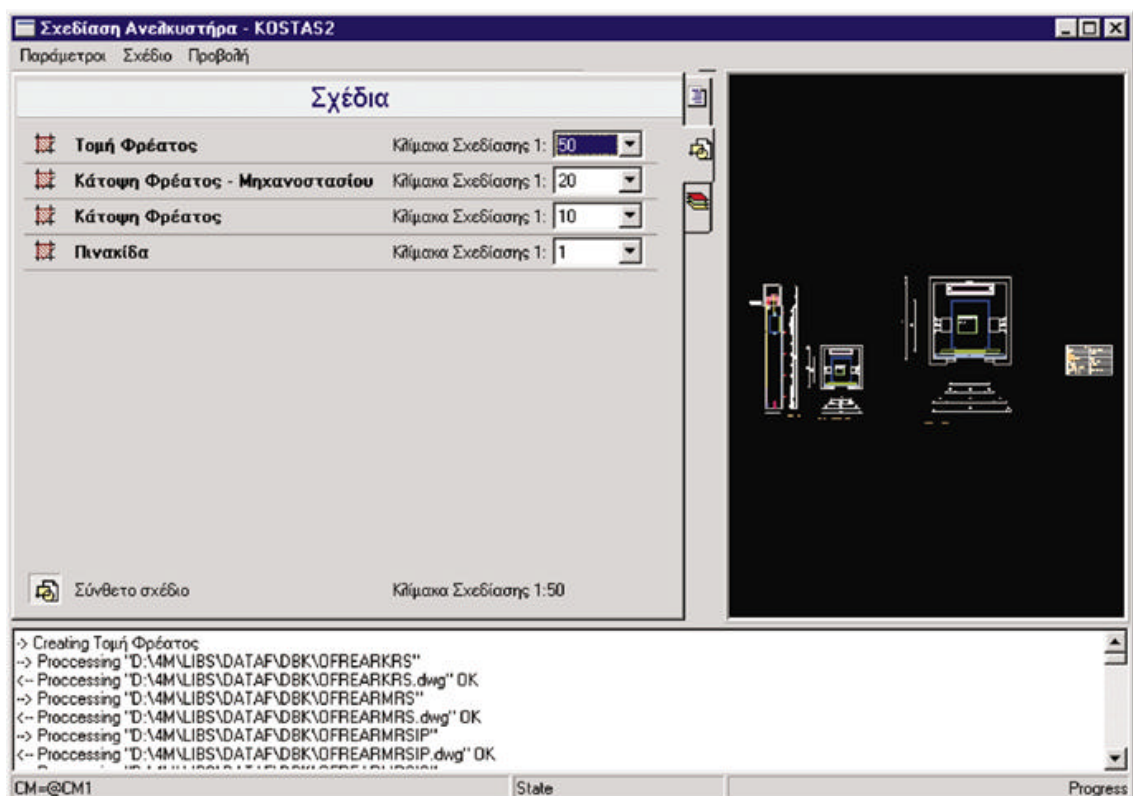 Σχεδίαση Ανελκυστήρα - KOSTAS2
Παράμετροι Σχέδιο Προβολή
Σχέδια
Τομή Φρέατος Κλίμακα Σχεδίασης 1: 50
Κάτοψη Φρέατος - Μηχανοστασίου Κλίμακα Σχεδίασης 1: 20
Κάτοψη Φρέατος Κλίμακα Σχεδίασης 1: 10
Πινακίδα Κλίμακα Σχεδίασης 1: 1
Σύνθετο σχέδιο Κλίμακα Σχεδίασης 1:50
-> Creating Τομή Φρέατος
--> Proccessing "D:\4M\LIBS\DATAF\DBK\OFREARKRS"
<-- Proccessing "D:\4M\LIBS\DATAF\DBK\OFREARKRS.dwg" OK
--> Proccessing "D:\4M\LIBS\DATAF\DBK\OFREARMRS"
<-- Proccessing "D:\4M\LIBS\DATAF\DBK\OFREARMRS.dwg" OK
--> Proccessing "D:\4M\LIBS\DATAF\DBK\OFREARMRSIP"
<-- Proccessing "D:\4M\LIBS\DATAF\DBK\OFREARMRSIP.dwg" OK
CM=@CM1 State Progress